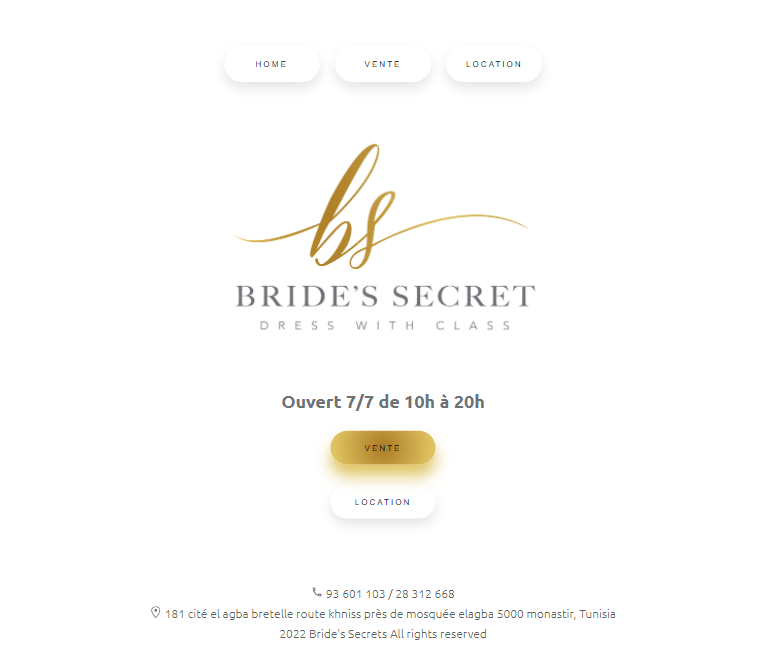 HOME VENTE LOCATION
bs
BRIDE'S SECRET
DRESS WITH CLASS
Ouvert 7/7 de 10h à 20h
VENTE
LOCATION
93 601 103 / 28 312 668
181 cité el agba bretelle route khniss près de mosquée elagba 5000 monastir, Tunisia
2022 Bride's Secrets All rights reserved